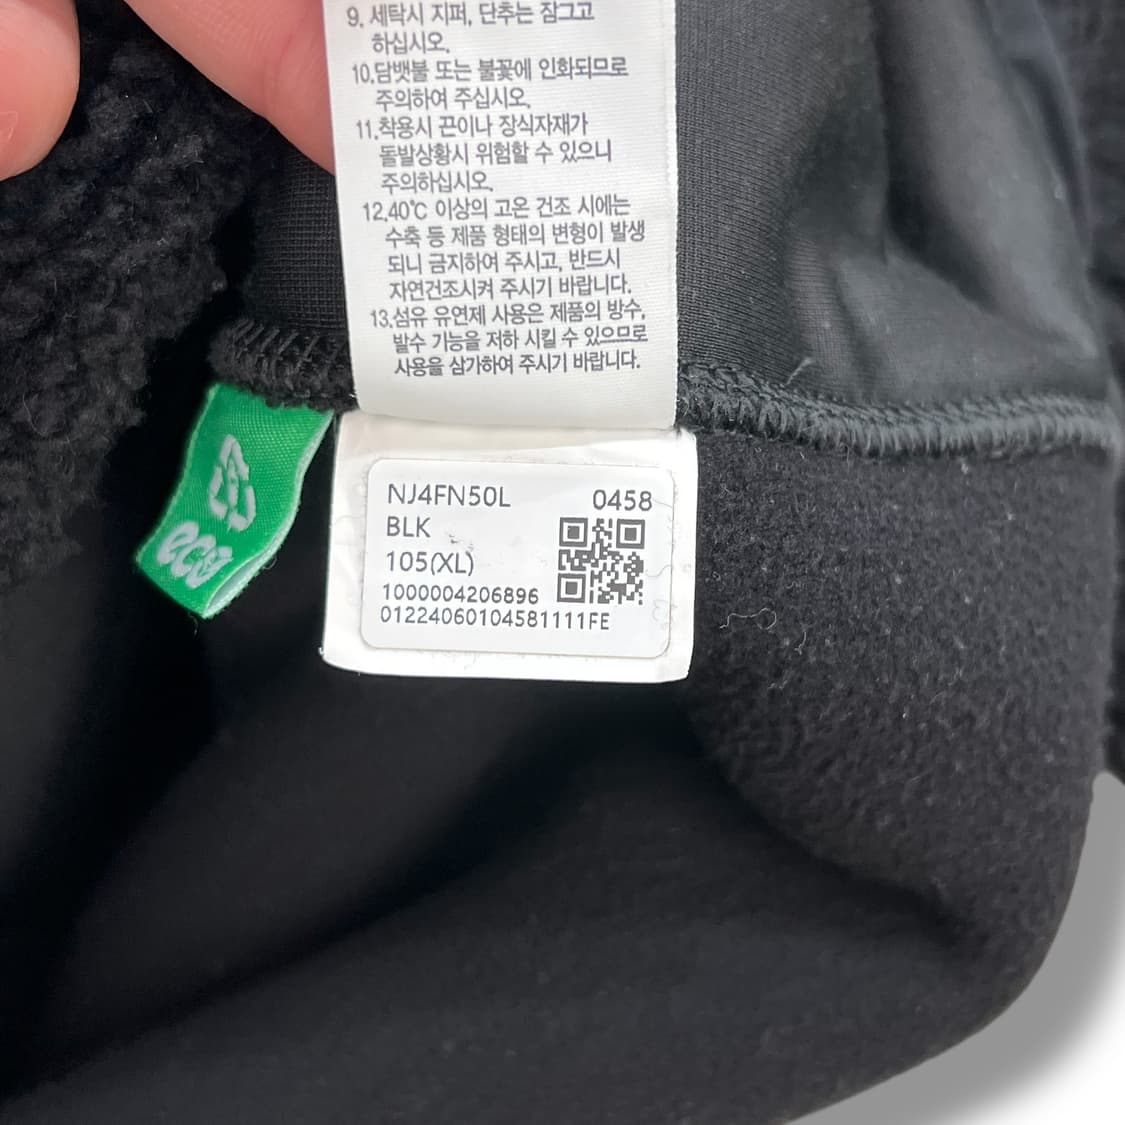 9. 세탁시 지퍼, 단추는 잠그고
하십시오.
10.담뱃불 또는 불꽃에 인화되므로
주의하여 주십시오.
11.착용시 끈이나 장식자재가
돌발상황시 위험할 수 있으니
주의하십시오.
12.40℃ 이상의 고온 건조 시에는
수축 등 제품 형태의 변형이 발생
되니 금지하여 주시고, 반드시
자연건조시켜 주시기 바랍니다.
13.섬유 유연제 사용은 제품의 방수,
발수 기능을 저하 시킬 수 있으므로
사용을 삼가하여 주시기 바랍니다.
eco
NJ4FN50L 0458
BLK
105(XL)
1000004206896
01224060104581111FE